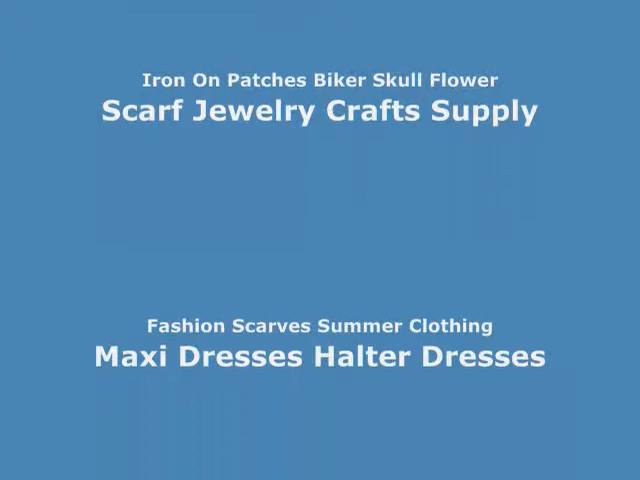 Iron On Patches Biker Skull Flower
Scarf Jewelry Crafts Supply
Fashion Scarves Summer Clothing
Maxi Dresses Halter Dresses